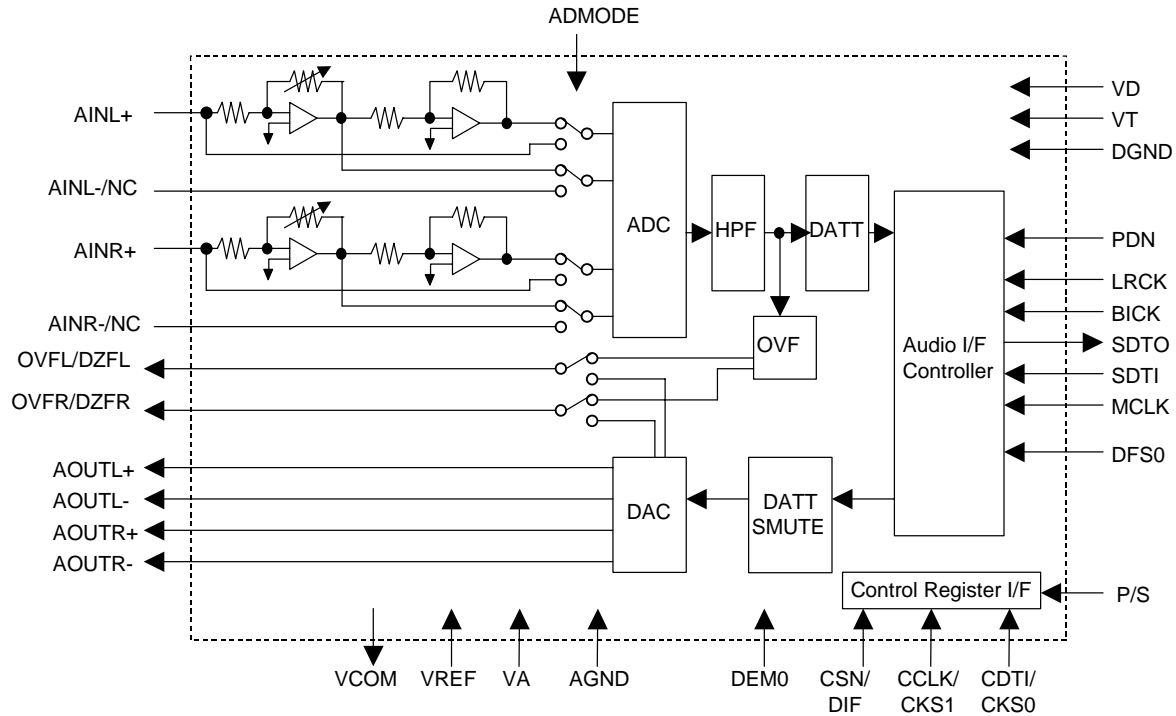 ADMODE
AINL+
VD
VT
DGND
AINL-/NC
ADC
HPF
DATT
AINR+
PDN
LRCK
AINR-/NC
BICK
OVF
Audio I/F
Controller
SDTO
OVFL/DZFL
SDTI
OVFR/DZFR
MCLK
DFS0
AOUTL+
AOUTL-
AOUTR+
AOUTR-
DAC
DATT
SMUTE
Control Register I/F
P/S
VCOM
VREF
VA
AGND
DEM0
CSN/
DIF
CCLK/
CKS1
CDTI/
CKS0